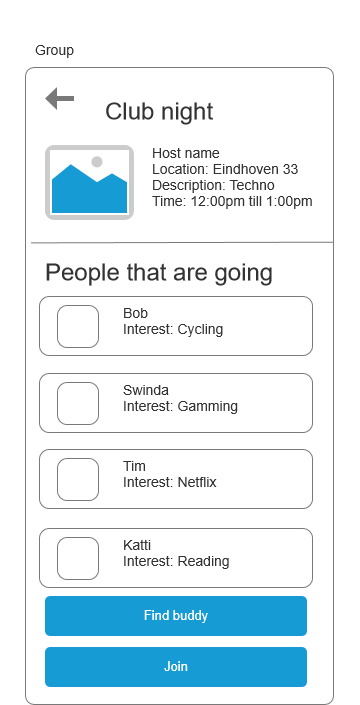 Group
Club night
Host name
Location: Eindhoven 33
Description: Techno
Time: 12:00pm till 1:00pm
People that are going
Bob
Interest: Cycling
Swinda
Interest: Gamming
Tim
Interest: Netflix
Katti
Interest: Reading
Find buddy
Join